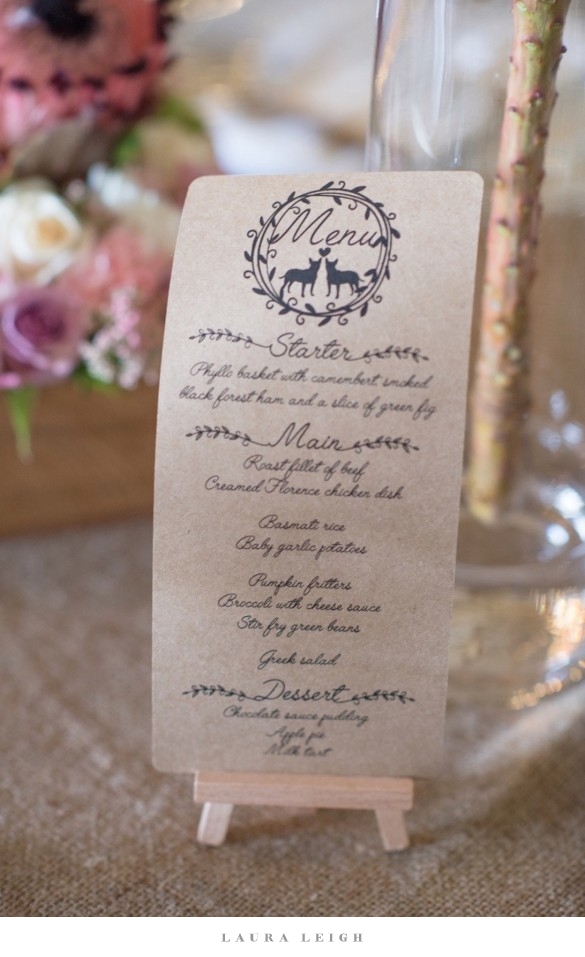 Menu
Starter
Phyllo basket with camembert smoked
black forest ham and a slice of green fig
Main
Roast fillet of beef
Creamed Florence chicken dish
Basmati rice
Baby garlic potatoes
Pumpkin fritters
Broccoli with cheese sauce
Stir fry green beans
Greek salad
Dessert
Chocolate sauce pudding
Apple pie
Milk tart
LAURA LEIGH